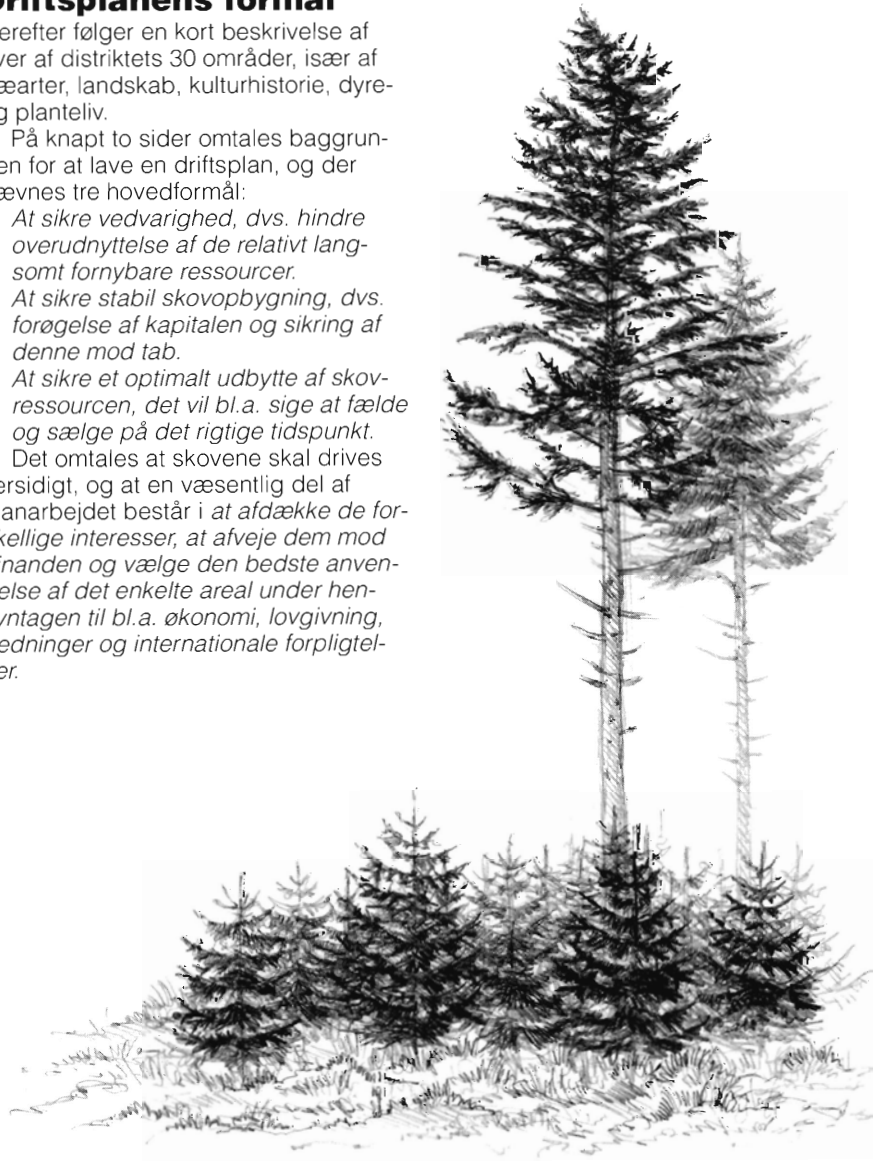 Driftsplanens formål
erefter følger en kort beskrivelse af
ver af distriktets 30 områder, især af
æarter, landskab, kulturhistorie, dyre-
g planteliv.
På knapt to sider omtales baggrun-
en for at lave en driftsplan, og der
ævnes tre hovedformål:
At sikre vedvarighed, dvs. hindre
overudnyttelse af de relativt lang-
somt fornybare ressourcer.
At sikre stabil skovopbygning, dvs.
forøgelse af kapitalen og sikring af
denne mod tab.
At sikre et optimalt udbytte af skov-
ressourcen, det vil bl.a. sige at fælde
og sælge på det rigtige tidspunkt.
Det omtales at skovene skal drives
ersidigt, og at en væsentlig del af
anarbejdet består i at afdække de for-
kellige interesser, at afveje dem mod
inanden og vælge den bedste anven-
else af det enkelte areal under hen-
yntagen til bl.a. økonomi, lovgivning,
edninger og internationale forpligtel-
er.